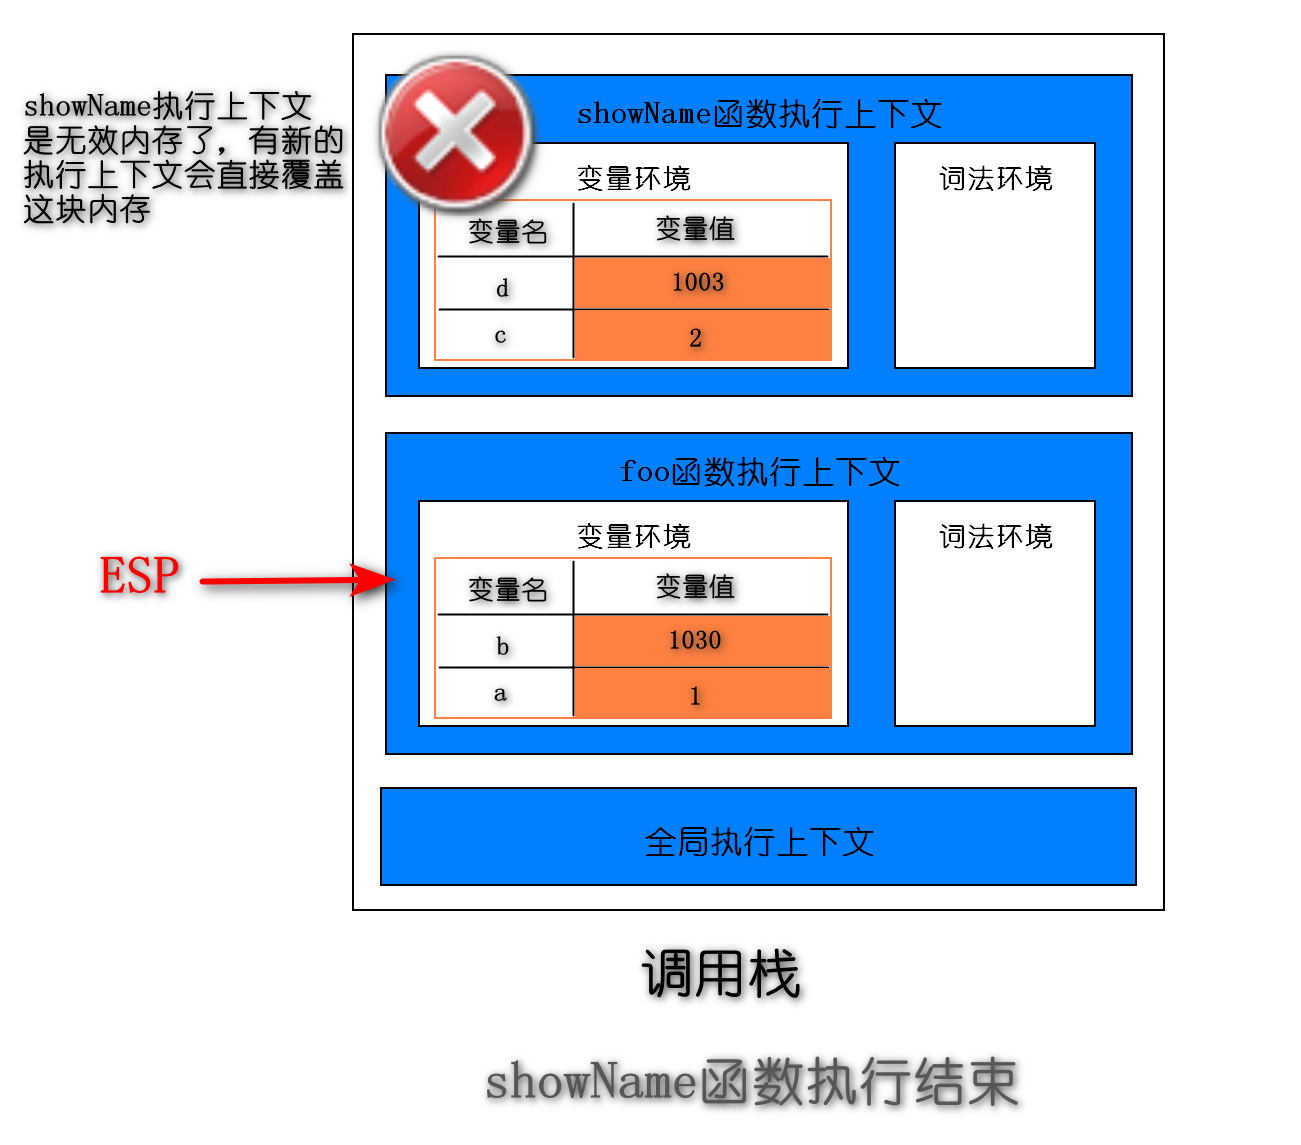 showName执行上下文
是无效内存了，有新的
执行上下文会直接覆盖
这块内存
showName函数执行上下文
变量环境
词法环境
变量名 变量值
d 1003
c 2
foo函数执行上下文
变量环境
词法环境
ESP
变量名 变量值
b 1030
a 1
全局执行上下文
调用栈
showName函数执行结束